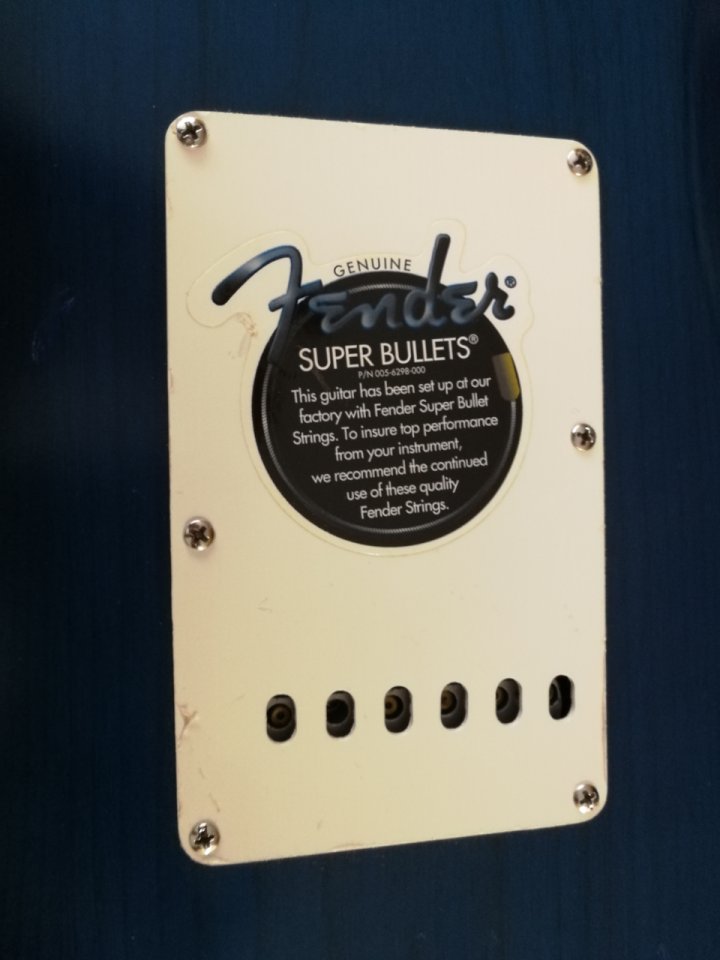 GENUINE
Fender®
SUPER BULLETS®
P/N 005-6298-000
This guitar has been set up at our
factory with Fender Super Bullet
Strings. To insure top performance
from your instrument,
we recommend the continued
use of these quality
Fender Strings.